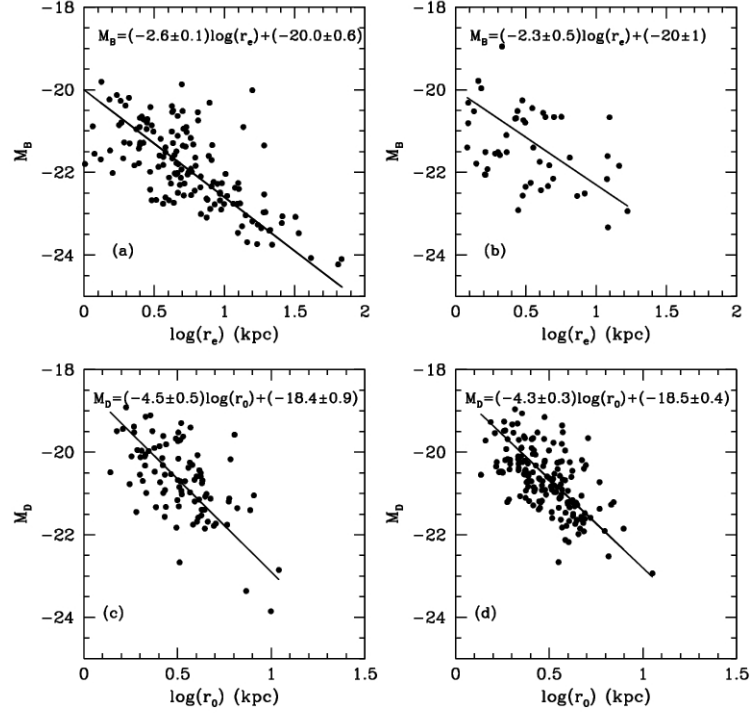 −18
M_B=(−2.6±0.1)log(r_e)+(−20.0±0.6)
−20
M_B
−22
−24
(a)
0 0.5 1 1.5 2
log(r_e) (kpc)
−18
M_B=(−2.3±0.5)log(r_e)+(−20±1)
−20
M_B
−22
−24
(b)
0 0.5 1 1.5 2
log(r_e) (kpc)
−18
M_D=(−4.5±0.5)log(r_0)+(−18.4±0.9)
−20
M_D
−22
−24
(c)
0 0.5 1 1.5
log(r_0) (kpc)
−18
M_D=(−4.3±0.3)log(r_0)+(−18.5±0.4)
−20
M_D
−22
−24
(d)
0 0.5 1 1.5
log(r_0) (kpc)